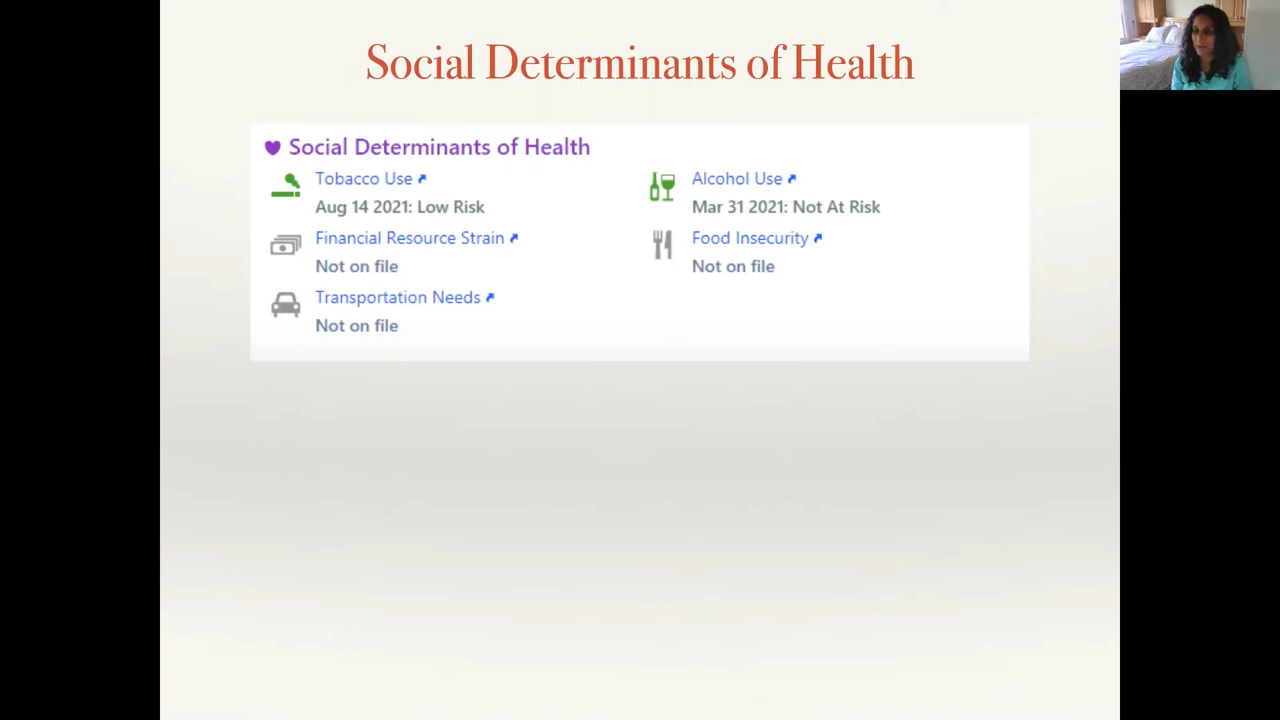 Social Determinants of Health
Social Determinants of Health
Tobacco Use
Aug 14 2021: Low Risk
Alcohol Use
Mar 31 2021: Not At Risk
Financial Resource Strain
Not on file
Food Insecurity
Not on file
Transportation Needs
Not on file